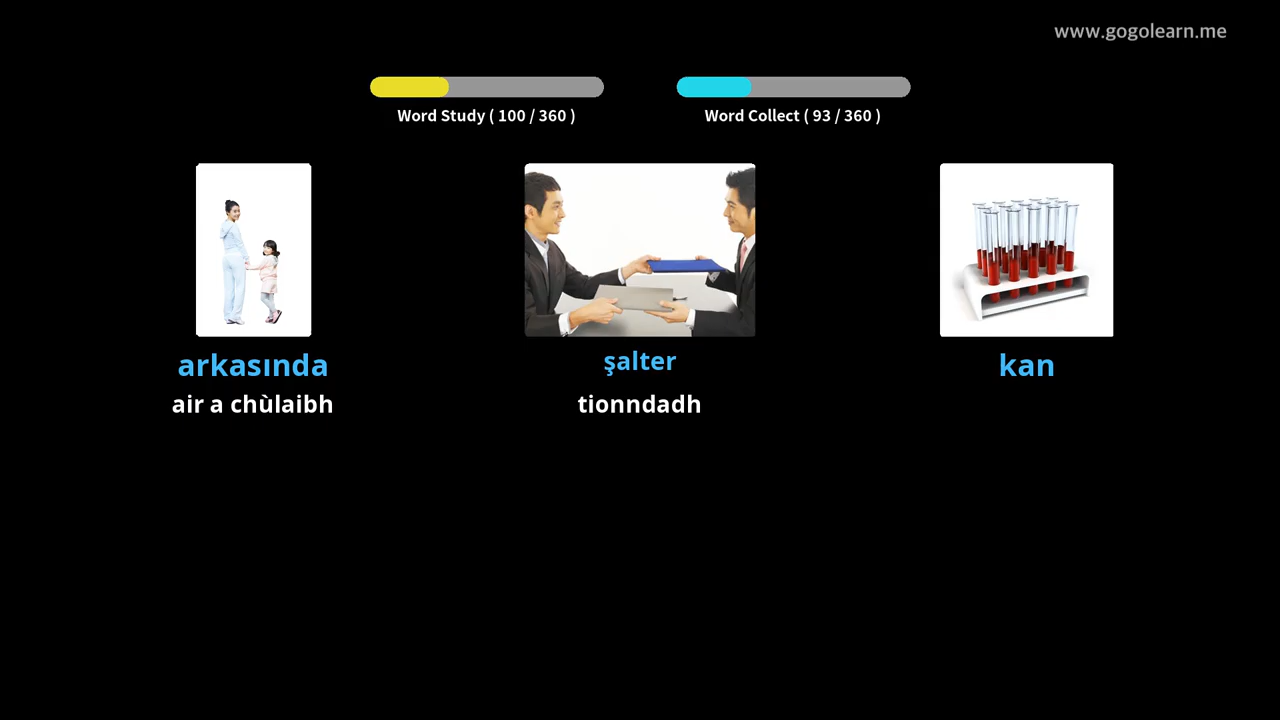 www.gogolearn.me
Word Study ( 100 / 360 )
Word Collect ( 93 / 360 )
arkasında
şalter
kan
air a chùlaibh
tionndadh